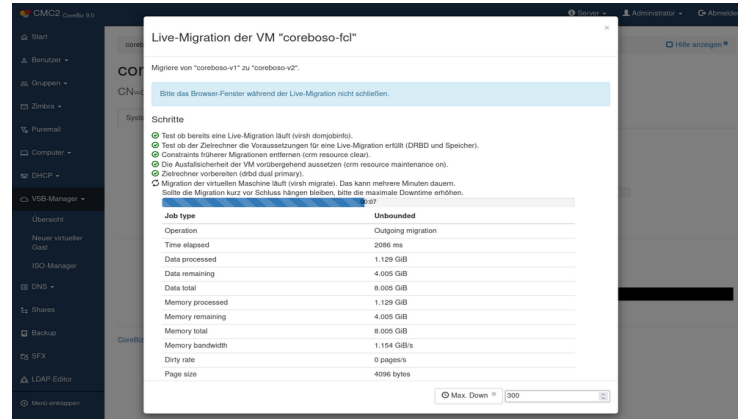 CMC2 CoreBiz 9.0
Server
Administrator
Abmelde
Start
Benutzer
Gruppen
Zimbra
Puremail
Computer
DHCP
VSB-Manager
Übersicht
Neuer virtueller
Gast
ISO-Manager
DNS
Shares
Backup
SFX
LDAP-Editor
Menü einklappen
coreb
Hilfe anzeigen
cor
CN=c
Syste
CoreBiz
Live-Migration der VM "coreboso-fcl"
×
Migriere von "coreboso-v1" zu "coreboso-v2".
Bitte das Browser-Fenster während der Live-Migration nicht schließen.
Schritte
Test ob bereits eine Live-Migration läuft (virsh domjobinfo).
Test ob der Zielrechner die Voraussetzungen für eine Live-Migration erfüllt (DRBD und Speicher).
Constraints früherer Migrationen entfernen (crm resource clear).
Die Ausfallsicherheit der VM vorübergehend aussetzen (crm resource maintenance on).
Zielrechner vorbereiten (drbd dual primary).
Migration der virtuellen Maschine läuft (virsh migrate). Das kann mehrere Minuten dauern.
Sollte die Migration kurz vor Schluss hängen bleiben, bitte die maximale Downtime erhöhen.
00:07
Job type Unbounded
Operation Outgoing migration
Time elapsed 2086 ms
Data processed 1.129 GiB
Data remaining 4.005 GiB
Data total 8.005 GiB
Memory processed 1.129 GiB
Memory remaining 4.005 GiB
Memory total 8.005 GiB
Memory bandwidth 1.154 GiB/s
Dirty rate 0 pages/s
Page size 4096 bytes
Max. Down 300